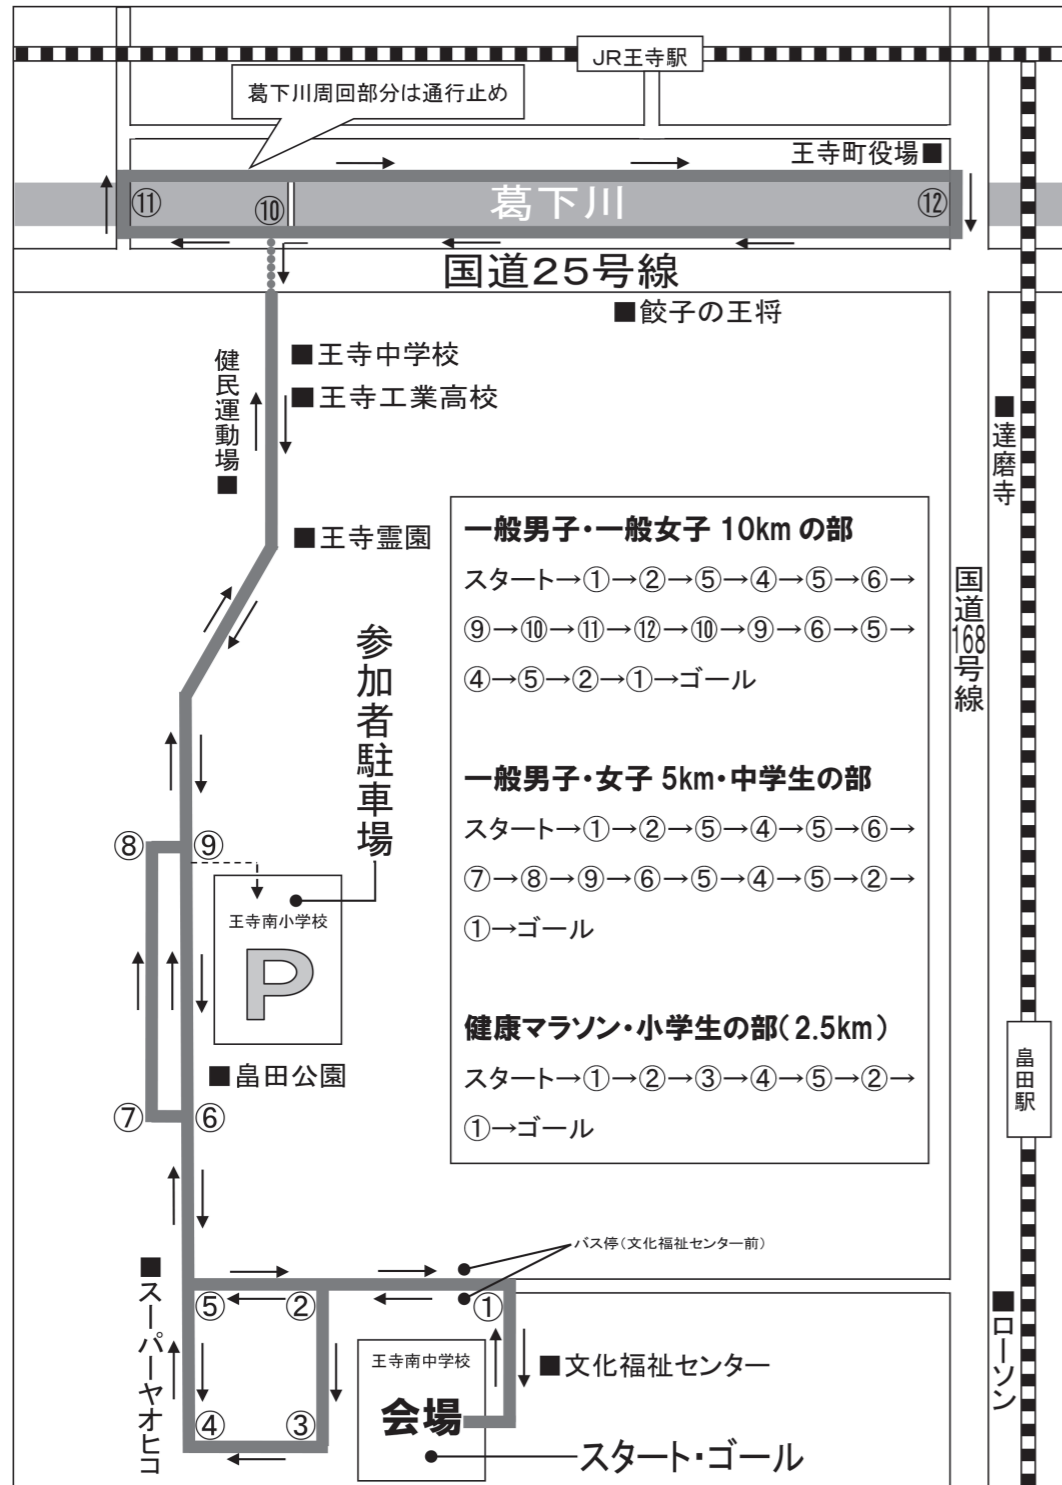 JR王寺駅
葛下川周回部分は通行止め
王寺町役場■
⑪
⑩
葛下川
⑫
国道25号線
■餃子の王将
■王寺中学校
■王寺工業高校
健民運動場■
■王寺霊園
■達磨寺
国道168号線
参加者駐車場
一般男子・一般女子 10km の部
スタート→①→②→⑤→④→⑤→⑥→
⑨→⑩→⑪→⑫→⑩→⑨→⑥→⑤→
④→⑤→②→①→ゴール
一般男子・女子 5km・中学生の部
スタート→①→②→⑤→④→⑤→⑥→
⑦→⑧→⑨→⑥→⑤→④→⑤→②→
①→ゴール
健康マラソン・小学生の部(2.5km)
スタート→①→②→③→④→⑤→②→
①→ゴール
⑧
⑨
王寺南小学校
P
■畠田公園
⑦
⑥
畠田駅
バス停(文化福祉センター前)
■スーパーヤオヒコ
⑤
②
①
④
③
王寺南中学校
会場
■文化福祉センター
スタート・ゴール
■ローソン